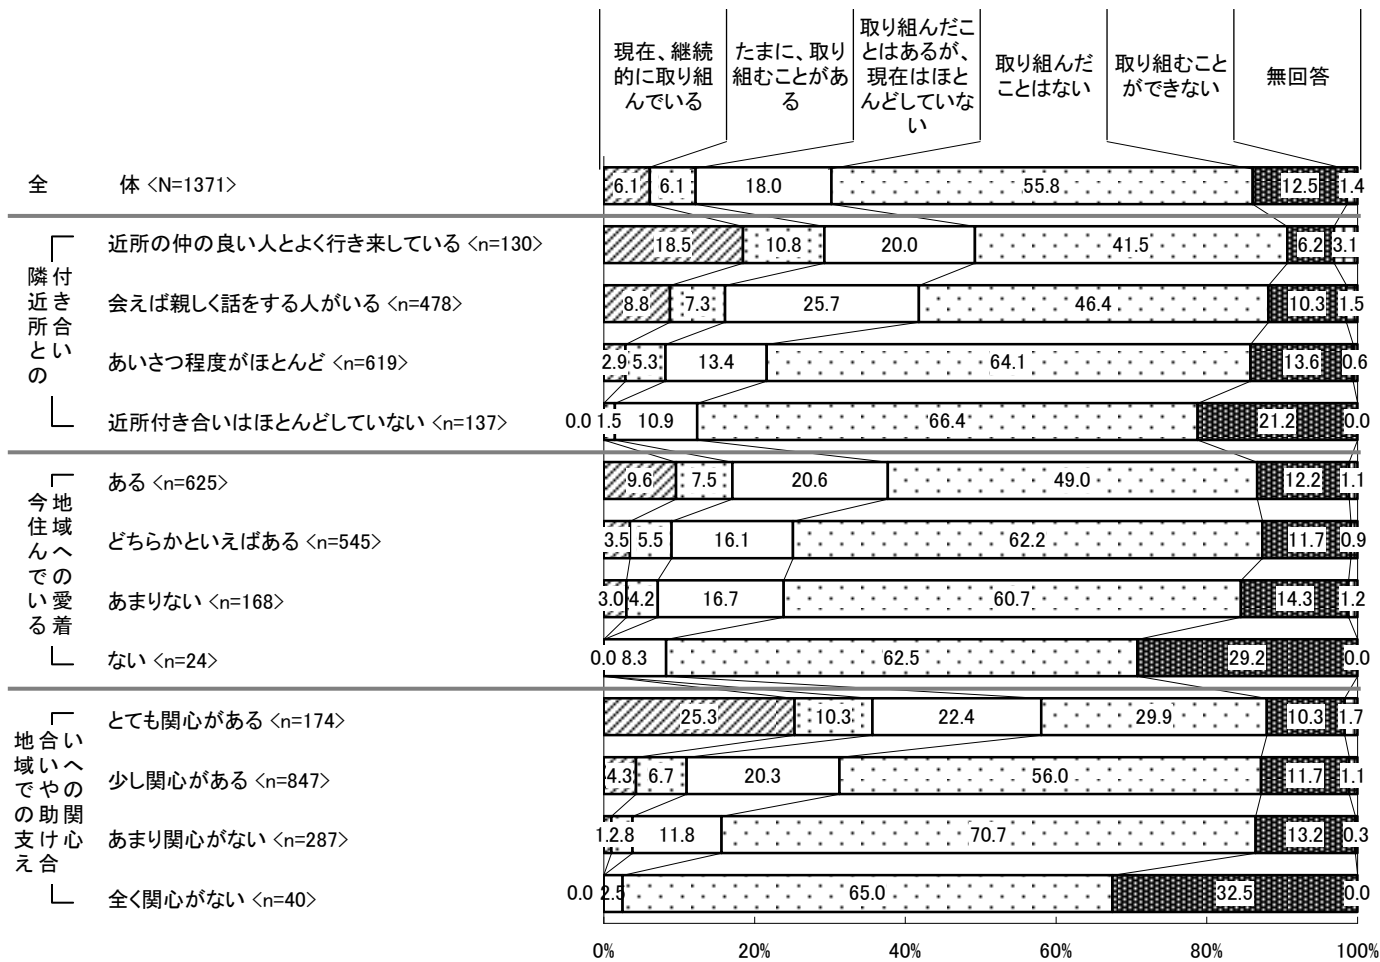 現在、継続
的に取り組
んでいる
たまに、取り
組むことがあ
る
取り組んだこ
とはあるが、
現在はほと
んどしていな
い
取り組んだ
ことはない
取り組むこと
ができない
無回答
全 体 <N=1371>
6.1 6.1 18.0 55.8 12.5 1.4
隣近所との
付き合い
近所の仲の良い人とよく行き来している <n=130>
18.5 10.8 20.0 41.5 6.2 3.1
会えば親しく話をする人がいる <n=478>
8.8 7.3 25.7 46.4 10.3 1.5
あいさつ程度がほとんど <n=619>
2.9 5.3 13.4 64.1 13.6 0.6
近所付き合いはほとんどしていない <n=137>
0.0 1.5 10.9 66.4 21.2 0.0
今住んでいる
地域への愛着
ある <n=625>
9.6 7.5 20.6 49.0 12.2 1.1
どちらかといえばある <n=545>
3.5 5.5 16.1 62.2 11.7 0.9
あまりない <n=168>
3.0 4.2 16.7 60.7 14.3 1.2
ない <n=24>
0.0 8.3 62.5 29.2 0.0
地域での支え
合いや助け合
いへの関心
とても関心がある <n=174>
25.3 10.3 22.4 29.9 10.3 1.7
少し関心がある <n=847>
4.3 6.7 20.3 56.0 11.7 1.1
あまり関心がない <n=287>
2.8 11.8 70.7 13.2 0.3
全く関心がない <n=40>
0.0 2.5 65.0 32.5 0.0
0% 20% 40% 60% 80% 100%